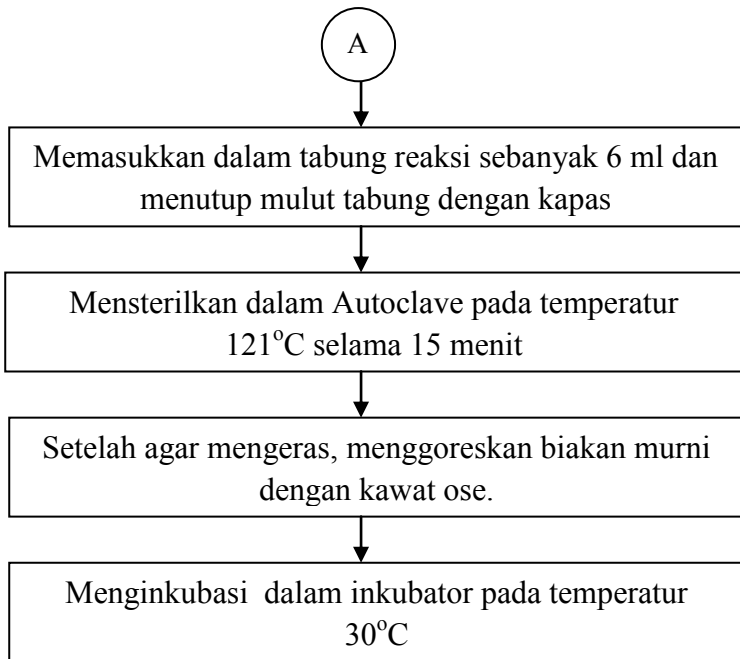 A
Memasukkan dalam tabung reaksi sebanyak 6 ml dan
menutup mulut tabung dengan kapas
Mensterilkan dalam Autoclave pada temperatur
121°C selama 15 menit
Setelah agar mengeras, menggoreskan biakan murni
dengan kawat ose.
Menginkubasi dalam inkubator pada temperatur
30°C